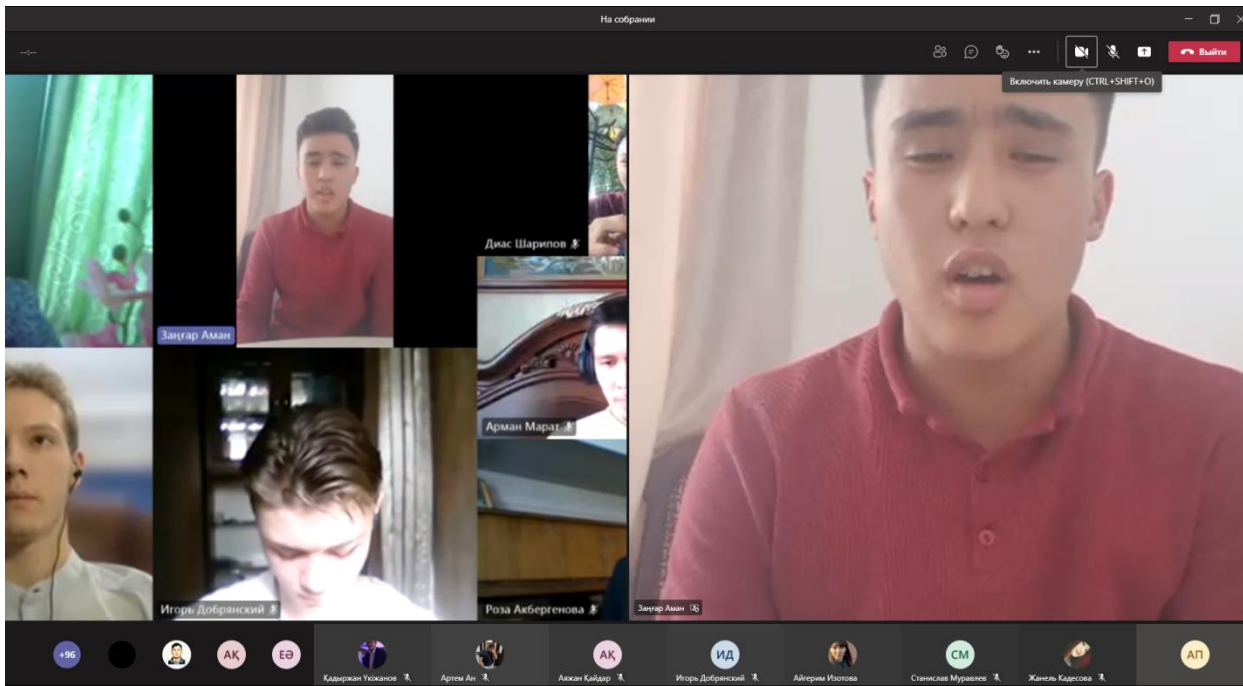 На собрании
--:--
Выйти
Включить камеру (CTRL+SHIFT+O)
Диас Шарипов
Заңғар Аман
Арман Марат
Игорь Добрянский
Роза Акбергенова
Заңғар Аман
+96
АҚ
ЕӘ
АҚ
ИД
СМ
АП
Қадыржан Үкіжанов
Артем Ан
Аяжан Қайдар
Игорь Добрянский
Айгерим Изотова
Станислав Муравлев
Жанель Кадесова